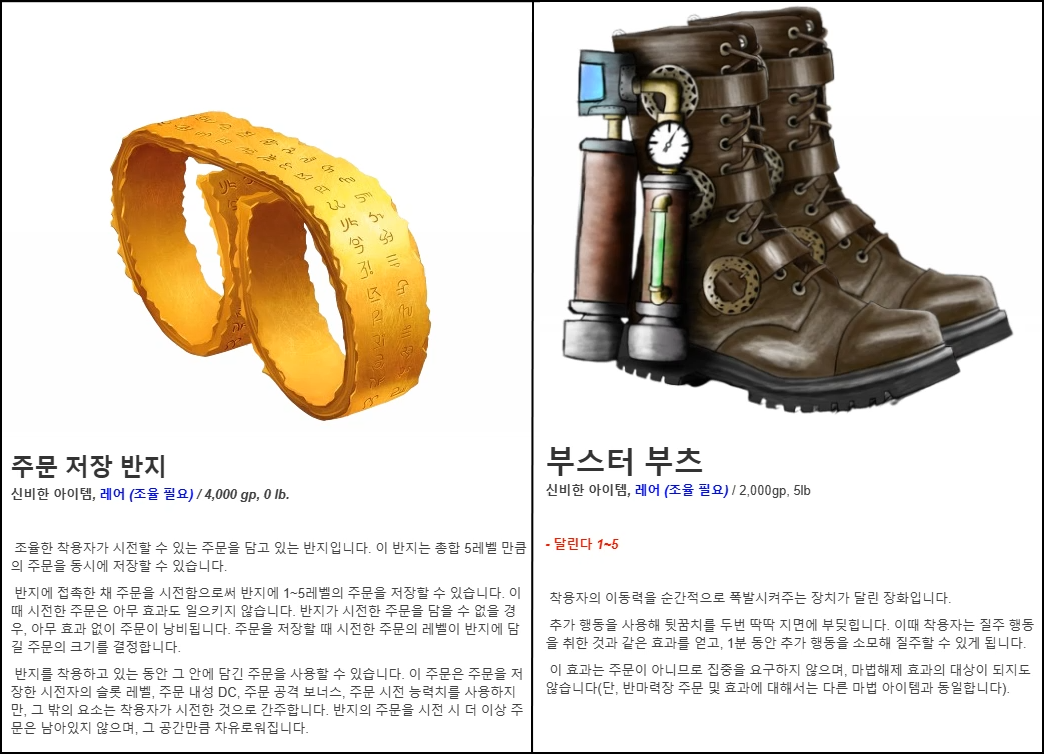 주문 저장 반지
신비한 아이템, 레어 (조율 필요) / 4,000 gp, 0 lb.
조율한 착용자가 시전할 수 있는 주문을 담고 있는 반지입니다. 이 반지는 총합 5레벨 만큼
의 주문을 동시에 저장할 수 있습니다.
반지에 접촉한 채 주문을 시전함으로써 반지에 1~5레벨의 주문을 저장할 수 있습니다. 이
때 시전한 주문은 아무 효과도 일으키지 않습니다. 반지가 시전한 주문을 담을 수 없을 경
우, 아무 효과 없이 주문이 낭비됩니다. 주문을 저장할 때 시전한 주문의 레벨이 반지에 담
길 주문의 크기를 결정합니다.
반지를 착용하고 있는 동안 그 안에 담긴 주문을 사용할 수 있습니다. 이 주문은 주문을 저
장한 시전자의 슬롯 레벨, 주문 내성 DC, 주문 공격 보너스, 주문 시전 능력치를 사용하지
만, 그 밖의 요소는 착용자가 시전한 것으로 간주합니다. 반지의 주문을 시전 시 더 이상 주
문은 남아있지 않으며, 그 공간만큼 자유로워집니다.
부스터 부츠
신비한 아이템, 레어 (조율 필요) / 2,000gp, 5lb
- 달린다 1~5
착용자의 이동력을 순간적으로 폭발시켜주는 장치가 달린 장화입니다.
추가 행동을 사용해 뒷꿈치를 두번 딱딱 지면에 부딪힙니다. 이때 착용자는 질주 행동
을 취한 것과 같은 효과를 얻고, 1분 동안 추가 행동을 소모해 질주할 수 있게 됩니다.
이 효과는 주문이 아니므로 집중을 요구하지 않으며, 마법해제 효과의 대상이 되지도
않습니다(단, 반마력장 주문 및 효과에 대해서는 다른 마법 아이템과 동일합니다).